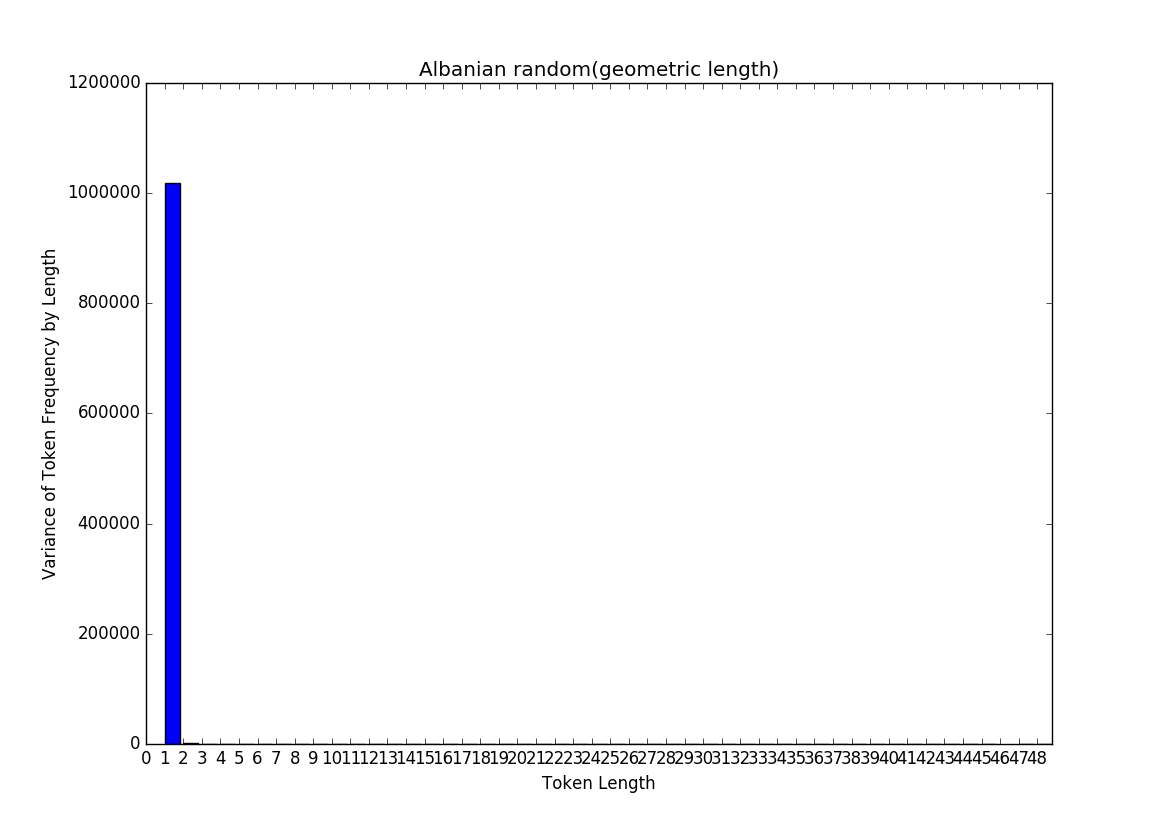 Albanian random(geometric length)
1200000
1000000
800000
600000
400000
200000
0
Variance of Token Frequency by Length
0 1 2 3 4 5 6 7 8 9 10 11 12 13 14 15 16 17 18 19 20 21 22 23 24 25 26 27 28 29 30 31 32 33 34 35 36 37 38 39 40 41 42 43 44 45 46 47 48
Token Length